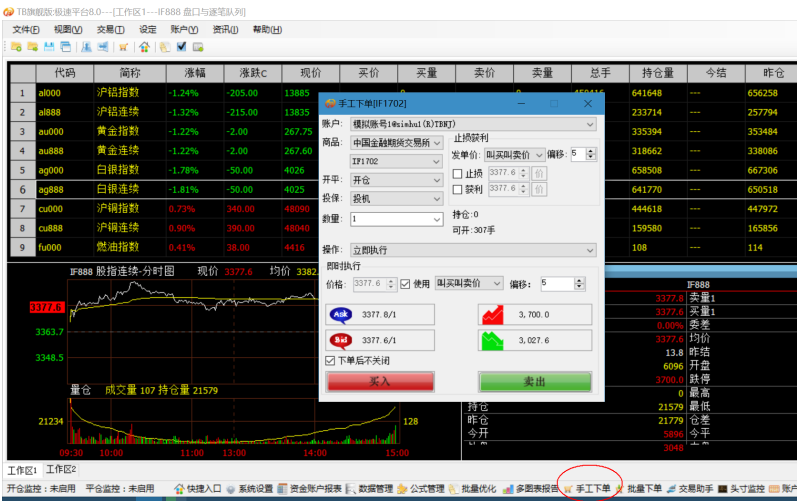 TB旗舰版:极速平台8.0---[工作区1---IF888 盘口与逐笔队列]
文件(F) 视图(V) 交易(T) 设定 账户(Y) 资讯(I) 帮助(H)
代码 简称 涨幅 涨跌C 现价 买价 买量 卖价 卖量 总手 持仓量 今结 昨仓
1 al000 沪铝指数 -1.24% -205.00 13885 641648 --- 656258
2 al888 沪铝连续 -1.32% -215.00 13835 233714 --- 257794
3 au000 黄金指数 -1.22% -2.00 267.75 335394 --- 353484
4 au888 黄金连续 -1.22% -2.00 267.60 318662 --- 338086
5 ag000 白银指数 -1.78% -50.00 4026 658508 --- 667306
6 ag888 白银连续 -1.81% -50.00 4025 641770 --- 650518
7 cu000 沪铜指数 0.73% 340.00 48090 444618 --- 447972
8 cu888 沪铜连续 0.90% 390.00 48040 159580 --- 165856
9 fu000 燃油指数 0.41% 38.00 4416 108 --- 114
手工下单[IF1702]
账户: 模拟账号1@simhu1(R)TBNJ)
商品: 中国金融期货交易所
IF1702
开平: 开仓
投保: 投机
数量: 1
止损获利
发单价: 叫买叫卖价 偏移: 5
止损 3377.6 价
获利 3377.6 价
持仓:0
可开:307手
操作: 立即执行
即时执行
价格: 3377.6 使用 叫买叫卖价 偏移: 5
Ask 3377.8/1 3,700.0
Bid 3377.6/1 3,027.6
下单后不关闭
买入 卖出
IF888 股指连续-分时图 现价 3377.6 均价 3382.
3377.6
3363.7
3348.5
量仓 成交量 107 持仓量 21579
21234 128
09:30 10:00 11:00 13:00 14:00 15:00
IF888
3377.8 卖量1
3377.6 买量1
0.00% 委差
3377.6 均价
13.8 昨结
6096 开盘
3700.0 跌停
0 最高
持仓 21579 最低
昨仓 21779 仓差
今开 5896 今平
3048
工作区1 工作区2
开仓监控：未启用 平仓监控：未启用 快捷入口 系统设置 资金账户报表 数据管理 公式管理 批量优化 多图表报告 手工下单 批量下单 交易助手 头寸监控 账户